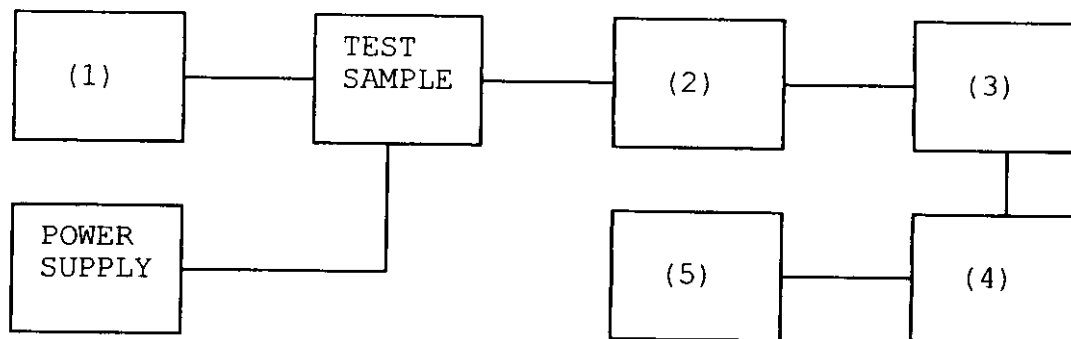 (1)
TEST
SAMPLE
(2)
(3)
POWER
SUPPLY
(5)
(4)